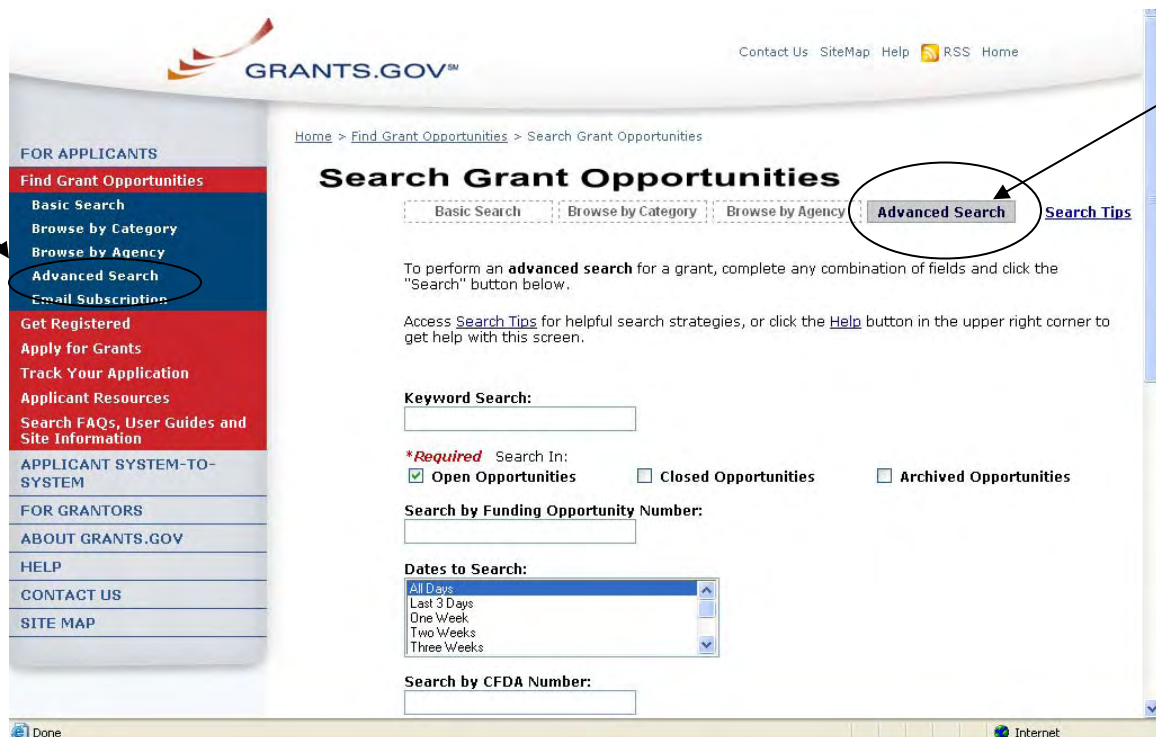 GRANTS.GOV℠
Contact Us SiteMap Help RSS Home
FOR APPLICANTS
Find Grant Opportunities
Basic Search
Browse by Category
Browse by Agency
Advanced Search
Email Subscription
Get Registered
Apply for Grants
Track Your Application
Applicant Resources
Search FAQs, User Guides and
Site Information
APPLICANT SYSTEM-TO-
SYSTEM
FOR GRANTORS
ABOUT GRANTS.GOV
HELP
CONTACT US
SITE MAP
Home > Find Grant Opportunities > Search Grant Opportunities
Search Grant Opportunities
Basic Search Browse by Category Browse by Agency Advanced Search Search Tips
To perform an advanced search for a grant, complete any combination of fields and click the
"Search" button below.
Access Search Tips for helpful search strategies, or click the Help button in the upper right corner to
get help with this screen.
Keyword Search:
*Required Search In:
Open Opportunities Closed Opportunities Archived Opportunities
Search by Funding Opportunity Number:
Dates to Search:
All Days
Last 3 Days
One Week
Two Weeks
Three Weeks
Search by CFDA Number:
Done Internet